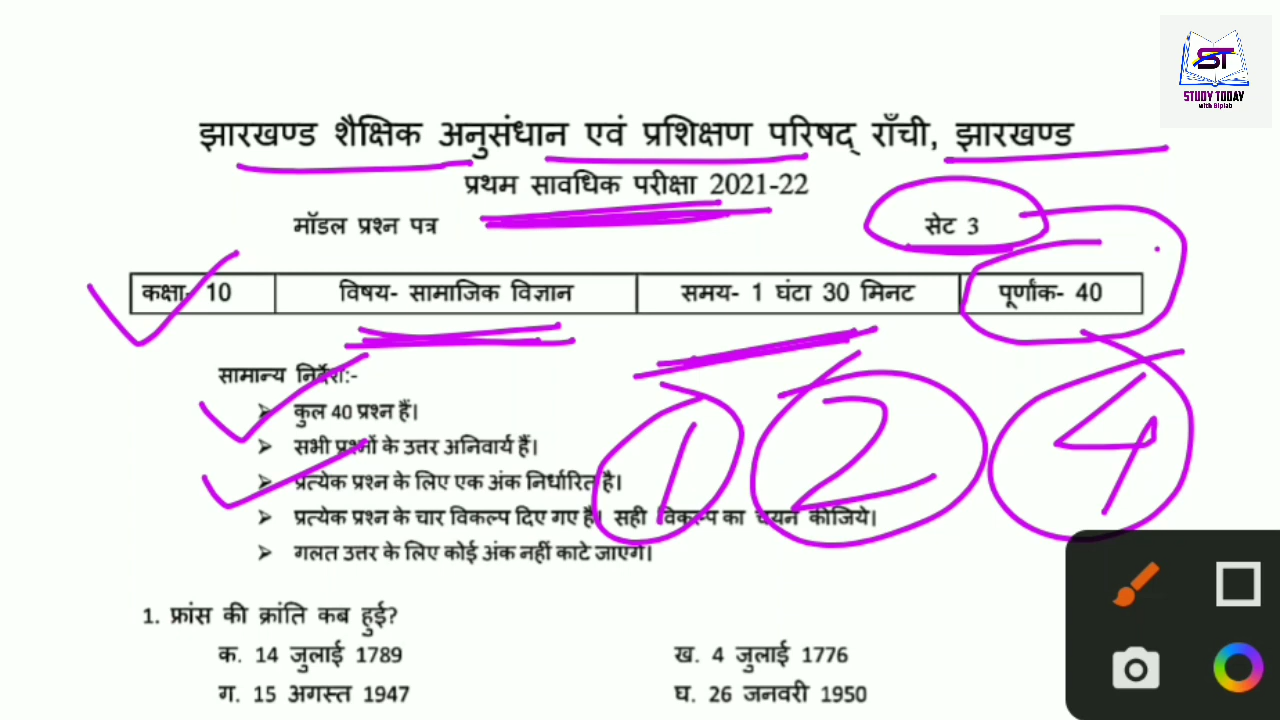 ST
STUDY TODAY
with Biplab
झारखण्ड शैक्षिक अनुसंधान एवं प्रशिक्षण परिषद् राँची, झारखण्ड
प्रथम सावधिक परीक्षा 2021-22
मॉडल प्रश्न पत्र सेट 3
कक्षा- 10 विषय- सामाजिक विज्ञान समय- 1 घंटा 30 मिनट पूर्णांक- 40
सामान्य निर्देश:-
कुल 40 प्रश्न हैं।
सभी प्रश्नों के उत्तर अनिवार्य हैं।
प्रत्येक प्रश्न के लिए एक अंक निर्धारित है।
प्रत्येक प्रश्न के चार विकल्प दिए गए है। सही विकल्प का चयन कीजिये।
गलत उत्तर के लिए कोई अंक नहीं काटे जाएंगे।
1 2 4
1. फ्रांस की क्रांति कब हुई?
क. 14 जुलाई 1789 ख. 4 जुलाई 1776
ग. 15 अगस्त 1947 घ. 26 जनवरी 1950